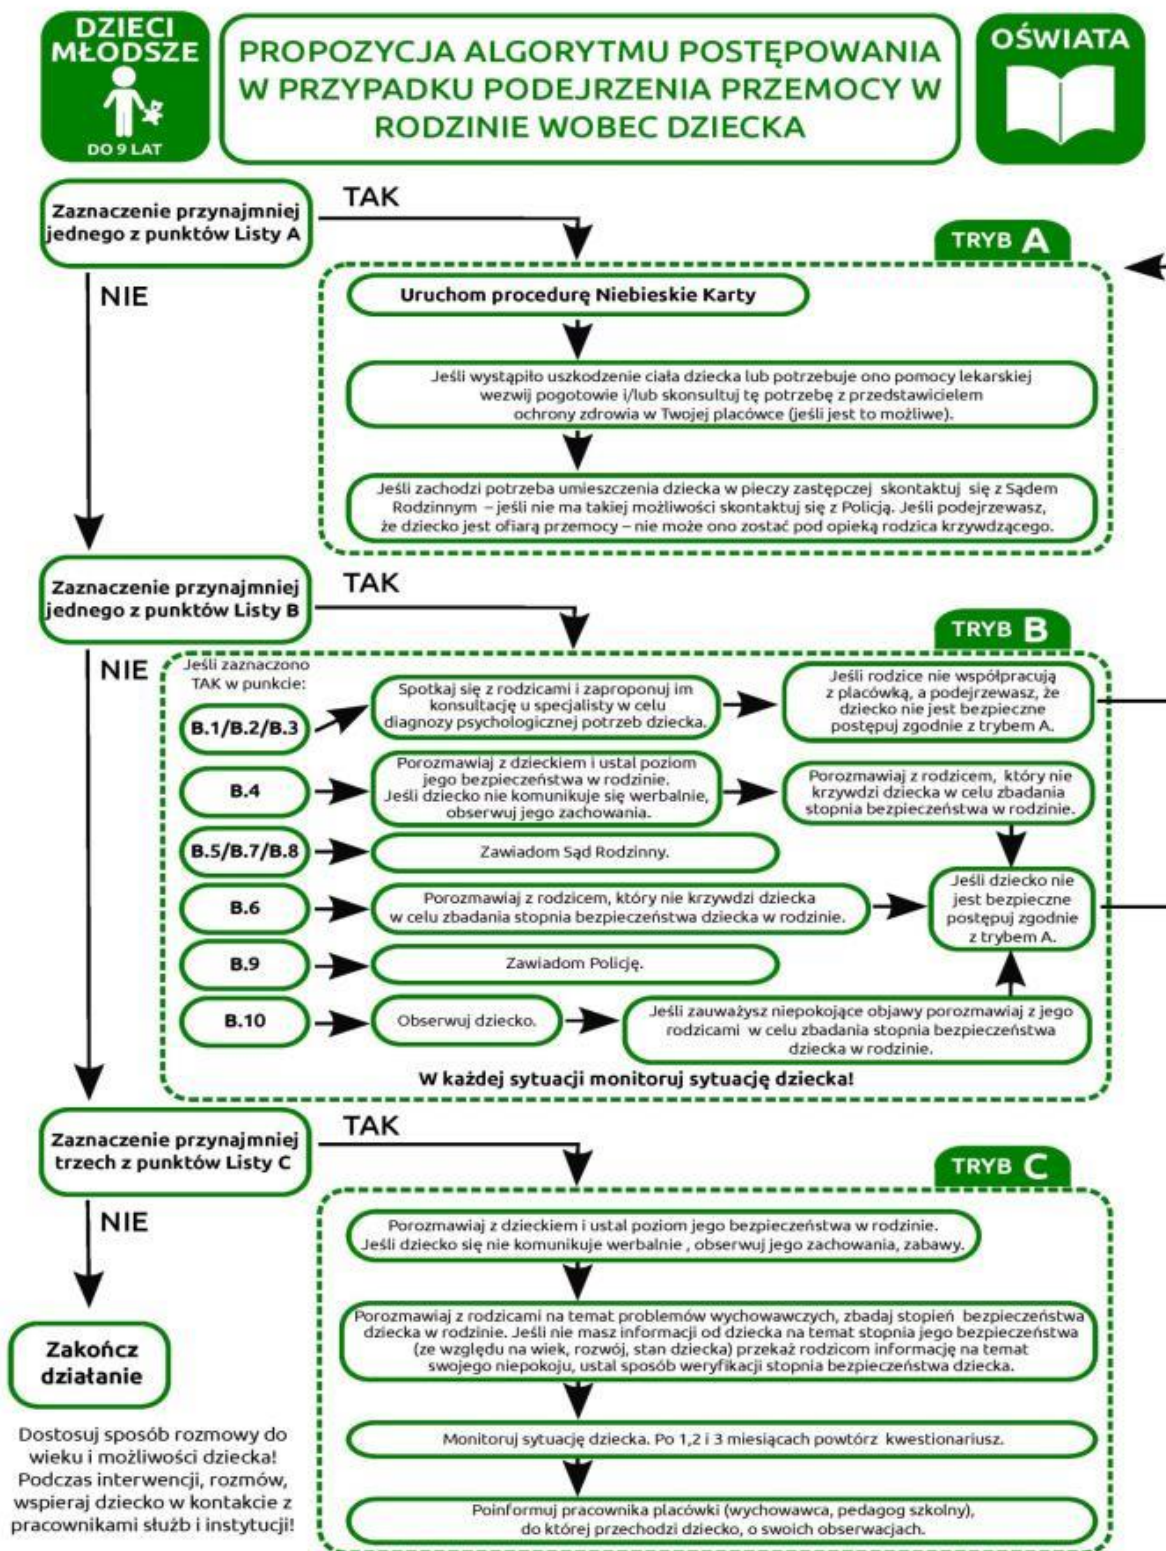 DZIECI
MŁODSZE
DO 9 LAT
PROPOZYCJA ALGORYTMU POSTĘPOWANIA
W PRZYPADKU PODEJRZENIA PRZEMOCY W
RODZINIE WOBEC DZIECKA
OŚWIATA
Zaznaczenie przynajmniej
jednego z punktów Listy A
TAK
NIE
TRYB A
Uruchom procedurę Niebieskie Karty
Jeśli wystąpiło uszkodzenie ciała dziecka lub potrzebuje ono pomocy lekarskiej
wezwij pogotowie i/lub skonsultuj tę potrzebę z przedstawicielem
ochrony zdrowia w Twojej placówce (jeśli jest to możliwe).
Jeśli zachodzi potrzeba umieszczenia dziecka w pieczy zastępczej skontaktuj się z Sądem
Rodzinnym – jeśli nie ma takiej możliwości skontaktuj się z Policją. Jeśli podejrzewasz,
że dziecko jest ofiarą przemocy – nie może ono zostać pod opieką rodzica krzywdzącego.
Zaznaczenie przynajmniej
jednego z punktów Listy B
TAK
NIE
TRYB B
Jeśli zaznaczono
TAK w punkcie:
B.1/B.2/B.3
Spotkaj się z rodzicami i zaproponuj im
konsultację u specjalisty w celu
diagnozy psychologicznej potrzeb dziecka.
Jeśli rodzice nie współpracują
z placówką, a podejrzewasz, że
dziecko nie jest bezpieczne
postępuj zgodnie z trybem A.
B.4
Porozmawiaj z dzieckiem i ustal poziom
jego bezpieczeństwa w rodzinie.
Jeśli dziecko nie komunikuje się werbalnie,
obserwuj jego zachowania.
Porozmawiaj z rodzicem, który nie
krzywdzi dziecka w celu zbadania
stopnia bezpieczeństwa w rodzinie.
B.5/B.7/B.8
Zawiadom Sąd Rodzinny.
B.6
Porozmawiaj z rodzicem, który nie krzywdzi dziecka
w celu zbadania stopnia bezpieczeństwa dziecka w rodzinie.
Jeśli dziecko nie
jest bezpieczne
postępuj zgodnie
z trybem A.
B.9
Zawiadom Policję.
B.10
Obserwuj dziecko.
Jeśli zauważysz niepokojące objawy porozmawiaj z jego
rodzicami w celu zbadania stopnia bezpieczeństwa
dziecka w rodzinie.
W każdej sytuacji monitoruj sytuację dziecka!
Zaznaczenie przynajmniej
trzech z punktów Listy C
TAK
NIE
TRYB C
Porozmawiaj z dzieckiem i ustal poziom jego bezpieczeństwa w rodzinie.
Jeśli dziecko się nie komunikuje werbalnie , obserwuj jego zachowania, zabawy.
Porozmawiaj z rodzicami na temat problemów wychowawczych, zbadaj stopień bezpieczeństwa
dziecka w rodzinie. Jeśli nie masz informacji od dziecka na temat stopnia jego bezpieczeństwa
(ze względu na wiek, rozwój, stan dziecka) przekaż rodzicom informację na temat
swojego niepokoju, ustal sposób weryfikacji stopnia bezpieczeństwa dziecka.
Monitoruj sytuację dziecka. Po 1,2 i 3 miesiącach powtórz kwestionariusz.
Poinformuj pracownika placówki (wychowawca, pedagog szkolny),
do której przechodzi dziecko, o swoich obserwacjach.
Zakończ
działanie
Dostosuj sposób rozmowy do
wieku i możliwości dziecka!
Podczas interwencji, rozmów,
wspieraj dziecko w kontakcie z
pracownikami służb i instytucji!